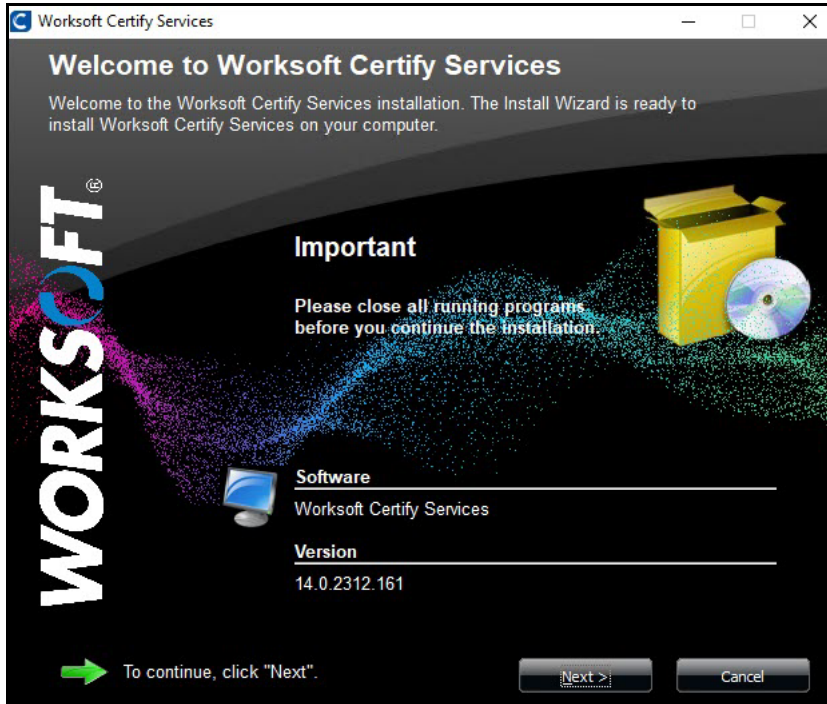 Worksoft Certify Services
Welcome to Worksoft Certify Services
Welcome to the Worksoft Certify Services installation. The Install Wizard is ready to
install Worksoft Certify Services on your computer.
WORKSOFT®
Important
Please close all running programs
before you continue the installation.
Software
Worksoft Certify Services
Version
14.0.2312.161
To continue, click "Next".
Next >
Cancel